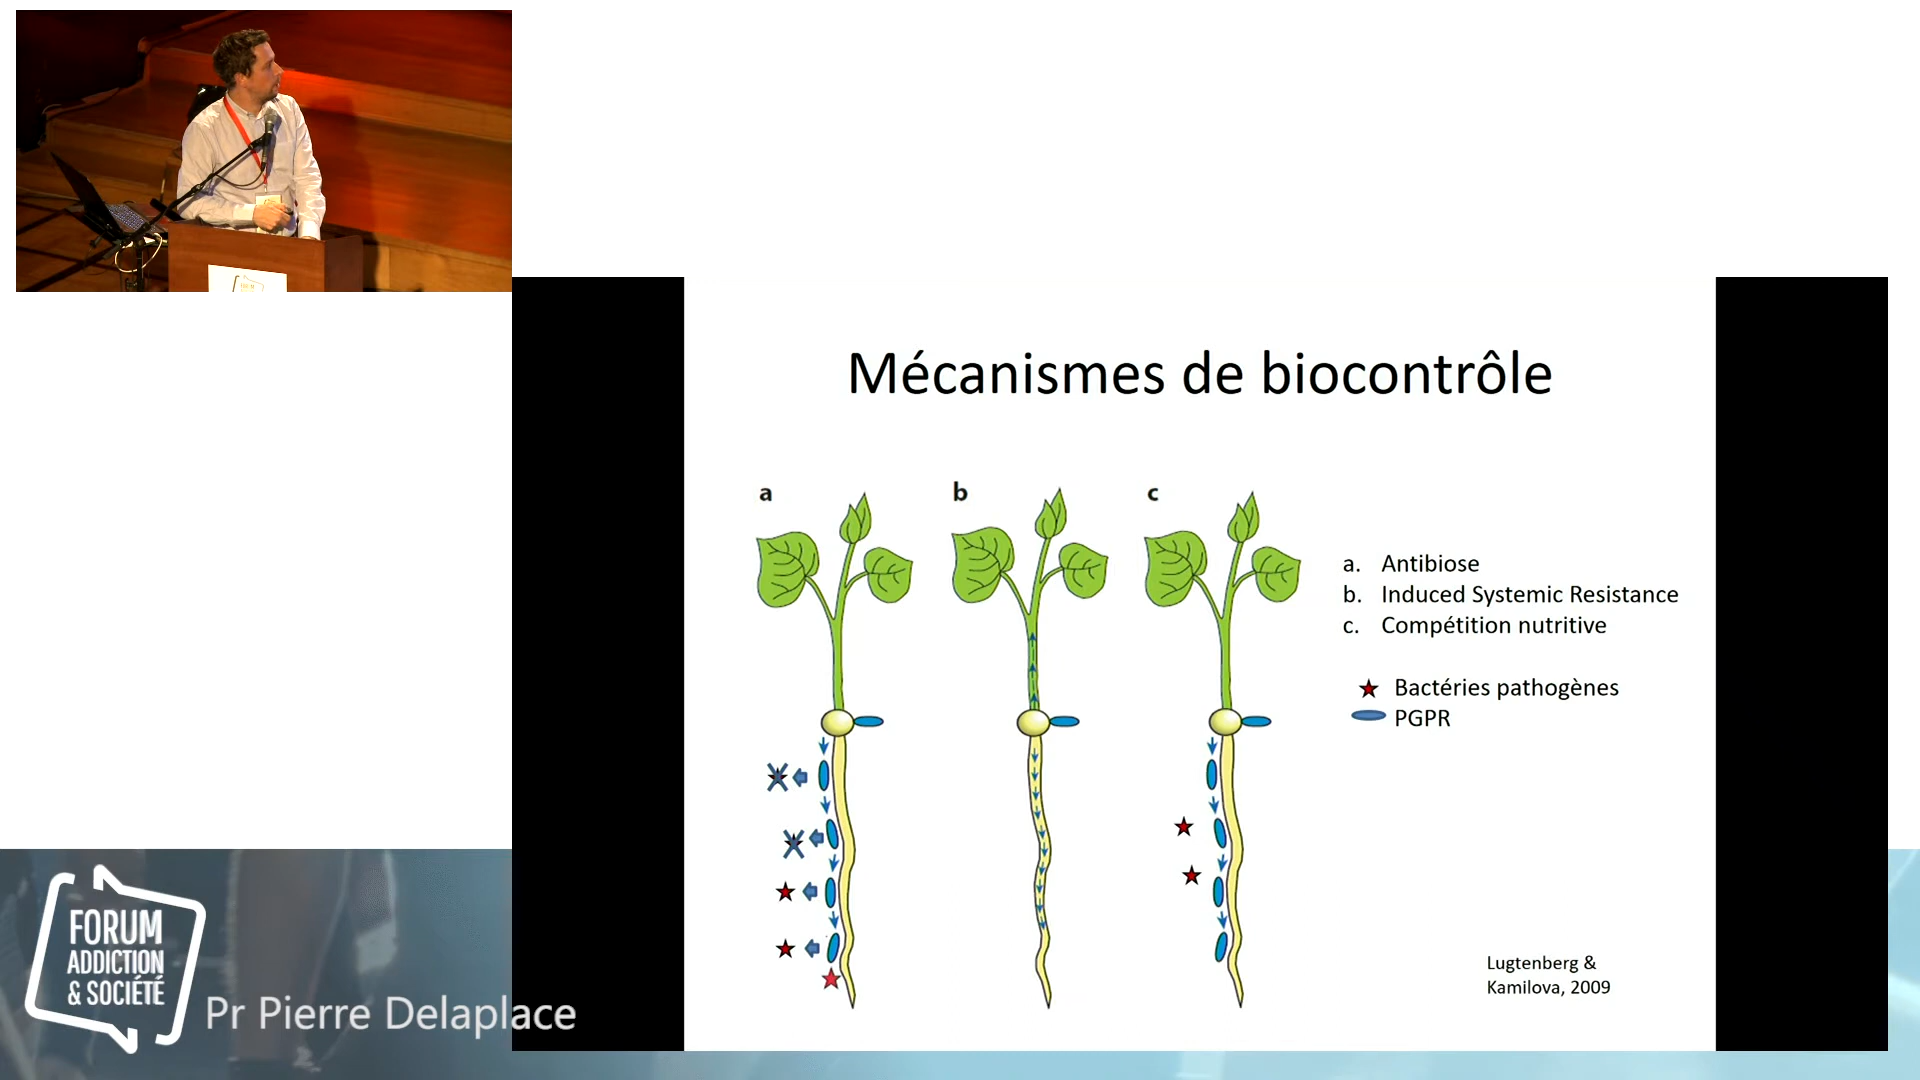 Mécanismes de biocontrôle
a
b
c
a. Antibiose
b. Induced Systemic Resistance
c. Compétition nutritive
Bactéries pathogènes
PGPR
Lugtenberg &
Kamilova, 2009
FORUM
ADDICTION
& SOCIÉTÉ
Pr Pierre Delaplace